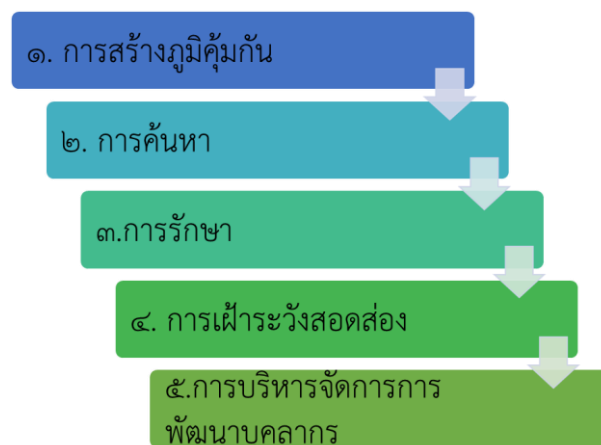 ๑. การสร้างภูมิคุ้มกัน
๒. การค้นหา
๓.การรักษา
๔. การเฝ้าระวังสอดส่อง
๕.การบริหารจัดการการ
พัฒนาบุคลากร